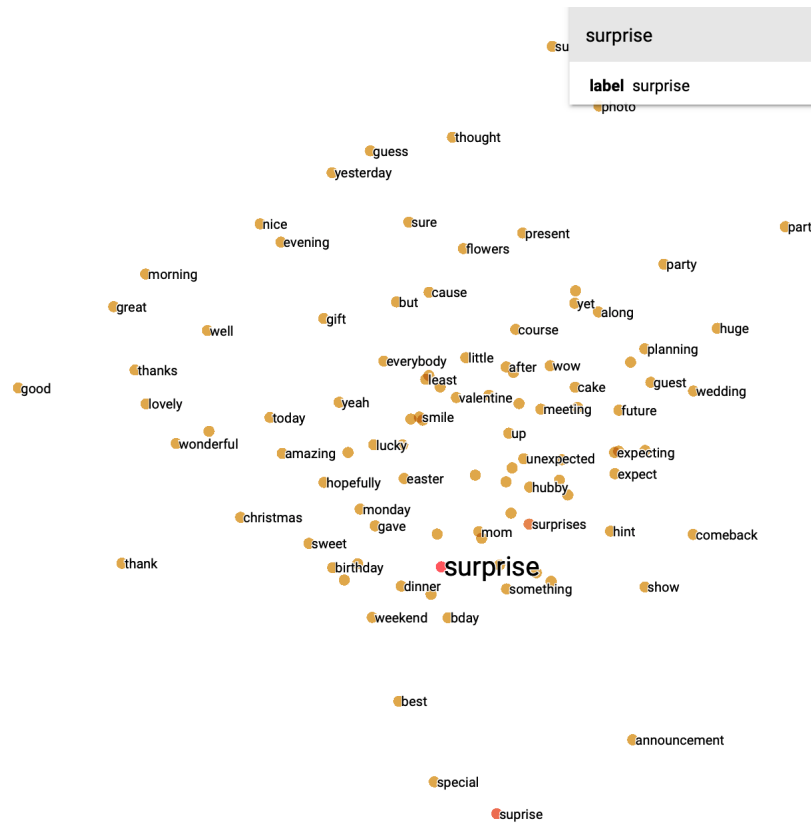 surprise
su
label surprise
photo
thought
guess
yesterday
nice
sure
part
evening
present
flowers
party
morning
cause
but
yet
great
along
gift
well
course
huge
planning
everybody
little
after
wow
thanks
least
guest
good
cake
wedding
valentine
lovely
yeah
meeting
future
today
smile
up
wonderful
lucky
amazing
unexpected
expecting
expect
hopefully
easter
hubby
monday
christmas
gave
surprises
mom
hint
comeback
sweet
thank
birthday
surprise
dinner
something
show
weekend
bday
best
announcement
special
suprise